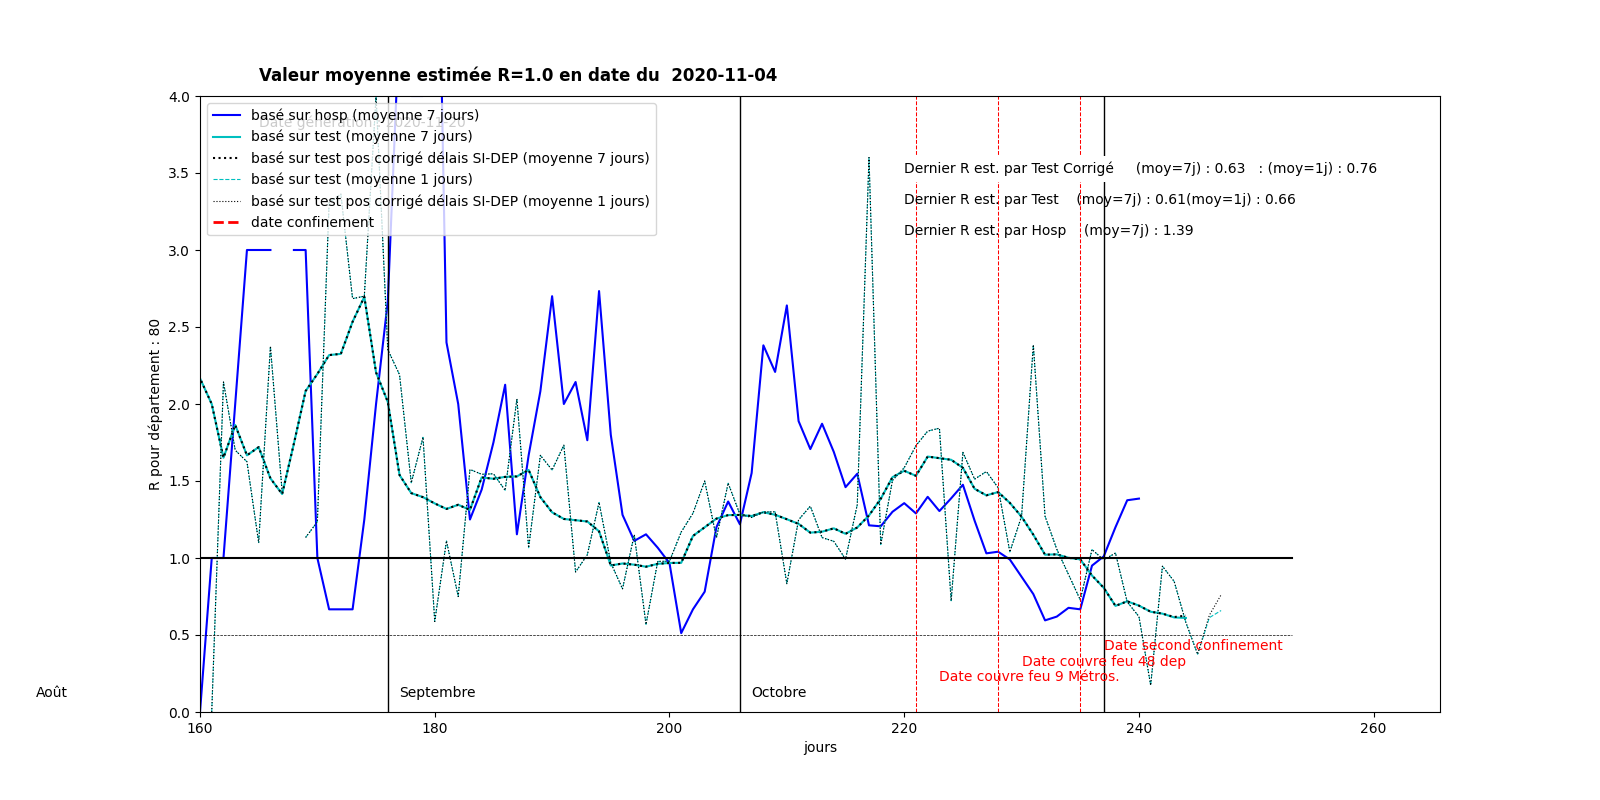 Valeur moyenne estimée R=1.0 en date du  2020-11-04
Date génération : 2020-11-20
basé sur hosp (moyenne 7 jours)
basé sur test (moyenne 7 jours)
basé sur test pos corrigé délais SI-DEP (moyenne 7 jours)
basé sur test (moyenne 1 jours)
basé sur test pos corrigé délais SI-DEP (moyenne 1 jours)
date confinement
Dernier R est. par Test Corrigé     (moy=7j) : 0.63   : (moy=1j) : 0.76
Dernier R est. par Test    (moy=7j) : 0.61(moy=1j) : 0.66
Dernier R est. par Hosp    (moy=7j) : 1.39
4.0
3.5
3.0
2.5
2.0
1.5
1.0
0.5
0.0
R pour département : 80
Date second confinement
Date couvre feu 48 dep
Date couvre feu 9 Métros.
Août
Septembre
Octobre
160
180
200
220
240
260
jours